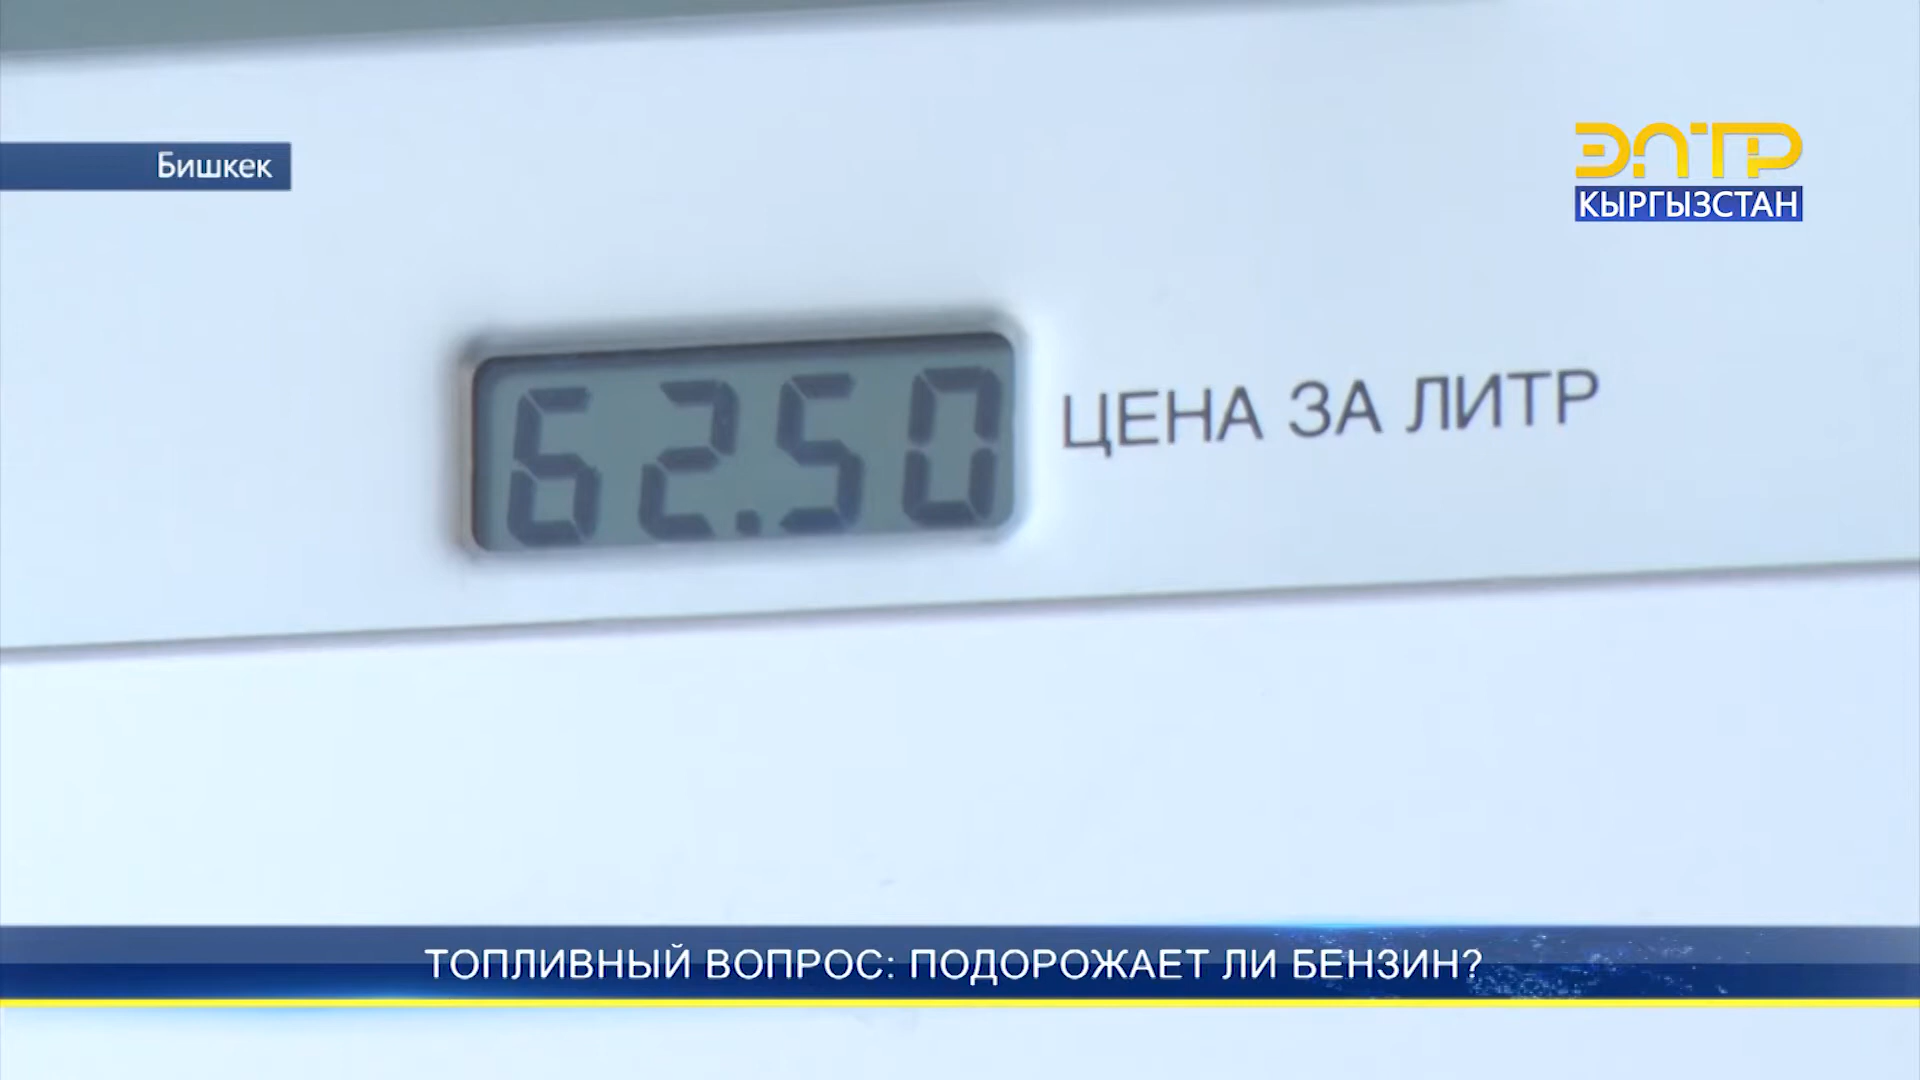 Бишкек
ЭЛТР
КЫРГЫЗСТАН
62.50 ЦЕНА ЗА ЛИТР
ТОПЛИВНЫЙ ВОПРОС: ПОДОРОЖАЕТ ЛИ БЕНЗИН?